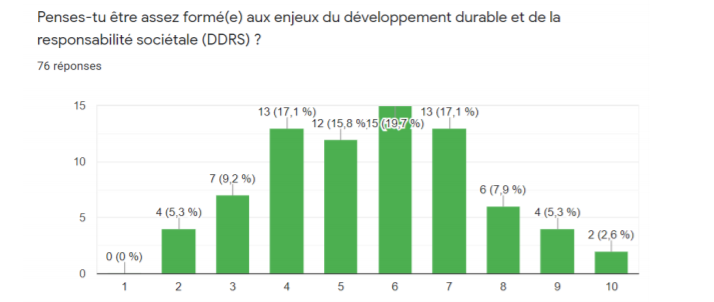 Penses-tu être assez formé(e) aux enjeux du développement durable et de la
responsabilité sociétale (DDRS) ?
76 réponses
15
10
5
0
0 (0 %)
4 (5,3 %)
7 (9,2 %)
13 (17,1 %)
12 (15,8 %)
15 (19,7 %)
13 (17,1 %)
6 (7,9 %)
4 (5,3 %)
2 (2,6 %)
1 2 3 4 5 6 7 8 9 10